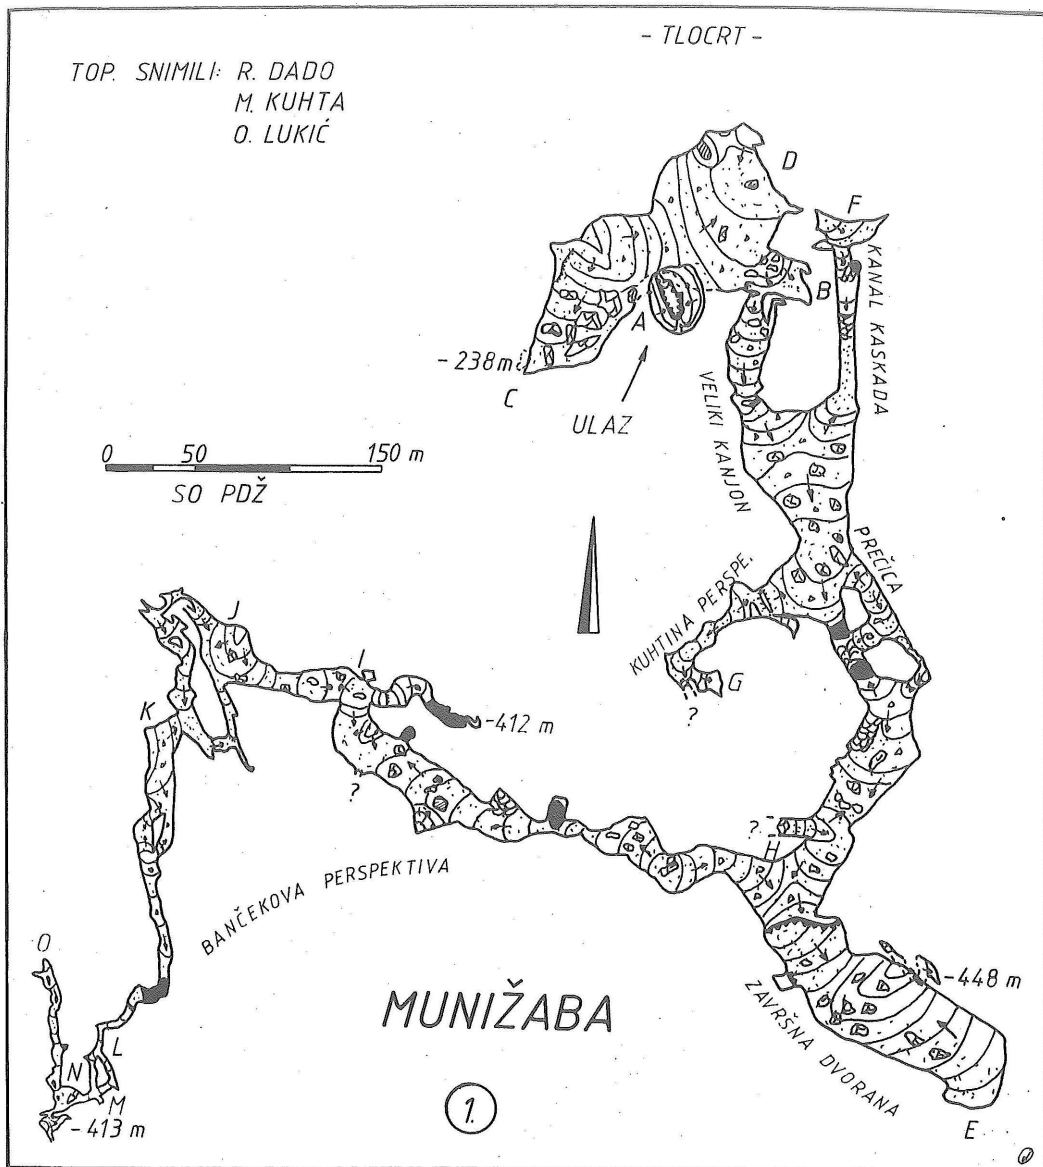 - TLOCRT -
TOP. SNIMILI: R. DADO
M. KUHTA
O. LUKIĆ
D
F
KANAL KASKADA
B
A
-238m
C
ULAZ
VELIKI KANJON
0 50 150 m
SO PDŽ
PREČICA
KUHTINA PERSPE.
G
?
J
I
K
-412 m
?
?
H
BANČEKOVA PERSPEKTIVA
O
-448 m
MUNIŽABA
ZAVRŠNA DVORANA
L
N
M
-413 m
1.
E